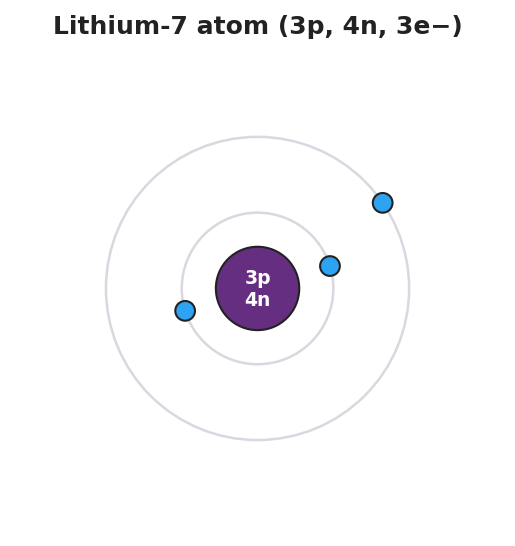 Lithium-7 atom (3p, 4n, 3e−)
3p
4n